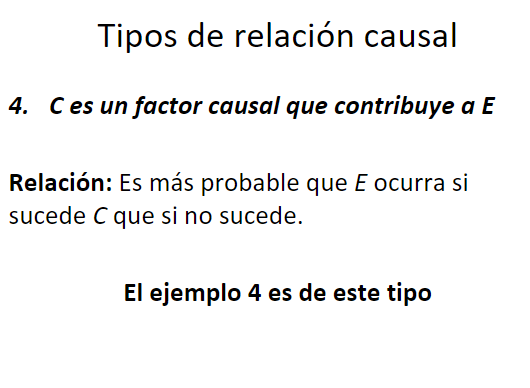 Tipos de relación causal
4. C es un factor causal que contribuye a E
Relación: Es más probable que E ocurra si
sucede C que si no sucede.
El ejemplo 4 es de este tipo